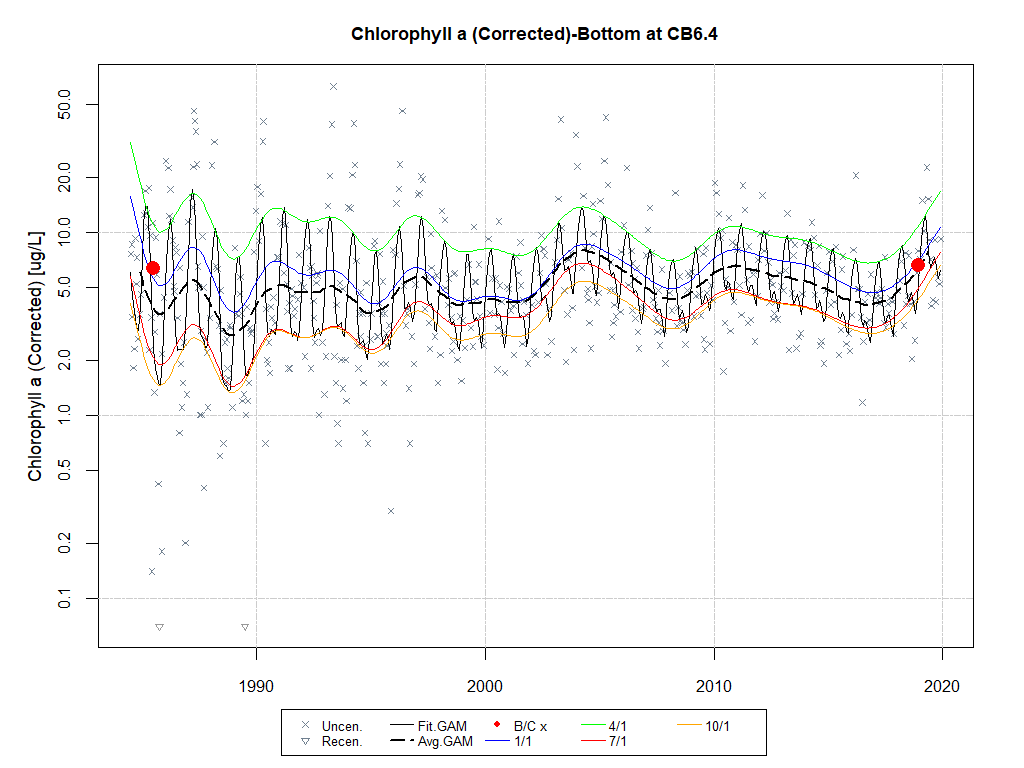 Chlorophyll a (Corrected)-Bottom at CB6.4
Chlorophyll a (Corrected) [ug/L]
50.0
20.0
10.0
5.0
2.0
1.0
0.5
0.2
0.1
1990 2000 2010 2020
Uncen. Fit.GAM B/C x 4/1 10/1
Recen. Avg.GAM 1/1 7/1